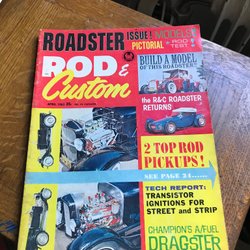 ROADSTER ISSUE! MODELS
PICTORIAL + ROD TEST
ROD &
Custom
BUILD A MODEL
OF THIS ROADSTER!
the R&C ROADSTER
RETURNS
2 TOP ROD
PICKUPS!
SEE PAGE 24
TECH REPORT:
TRANSISTOR
IGNITIONS FOR
STREET and STRIP
CHAMPION'S A/FUEL
DRAGSTER